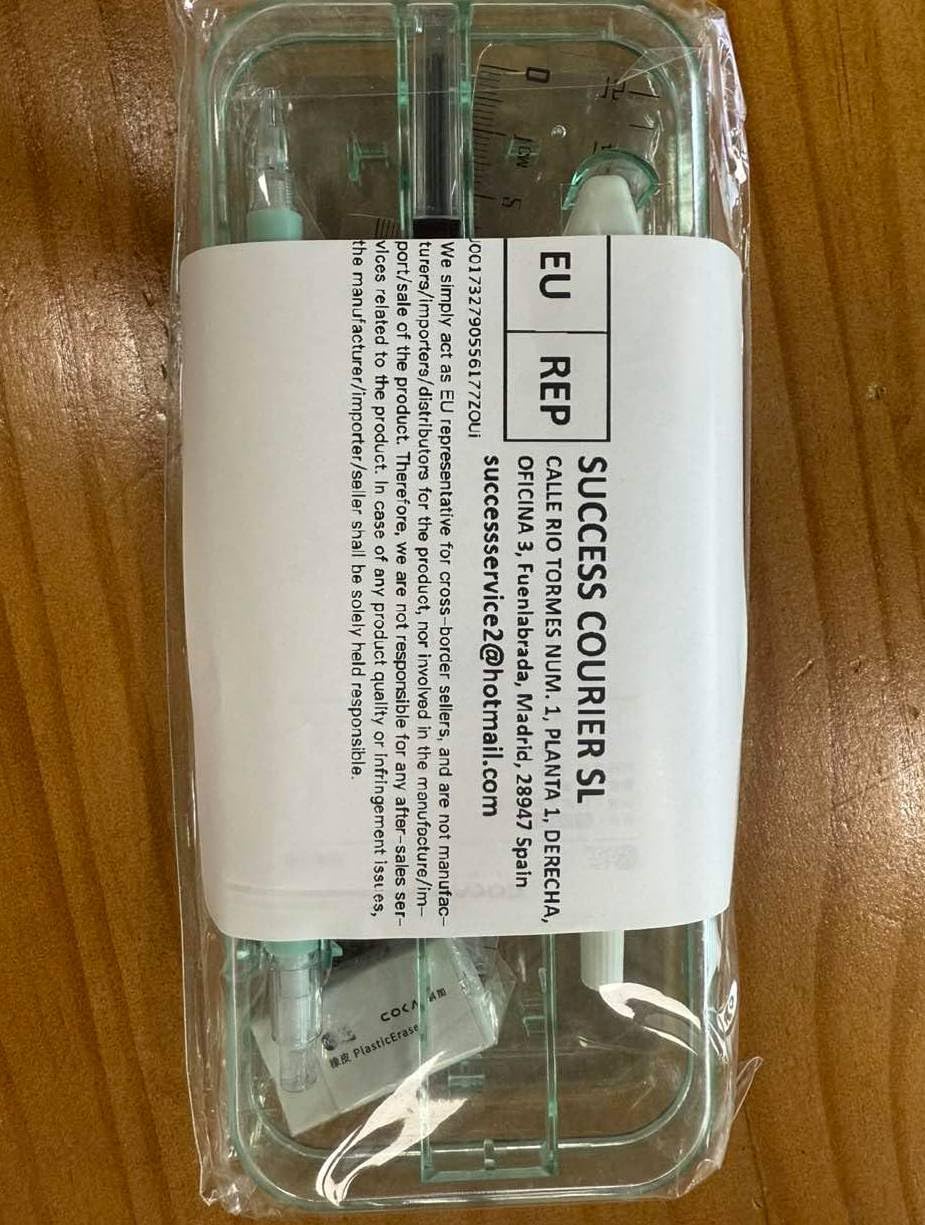 EU REP
SUCCESS COURIER SL
CALLE RIO TORMES NUM. 1, PLANTA 1, DERECHA,
OFICINA 3, Fuenlabrada, Madrid, 28947 Spain
successservice2@hotmail.com
We simply act as EU representative for cross-border sellers, and are not manufac-
turers/importers/distributors for the product, nor involved in the manufacture/im-
port/sale of the product. Therefore, we are not responsible for any after-sales ser-
vices related to the product. In case of any product quality or infringement issues,
the manufacturer/importer/seller shall be solely held responsible.
0
5
橡皮